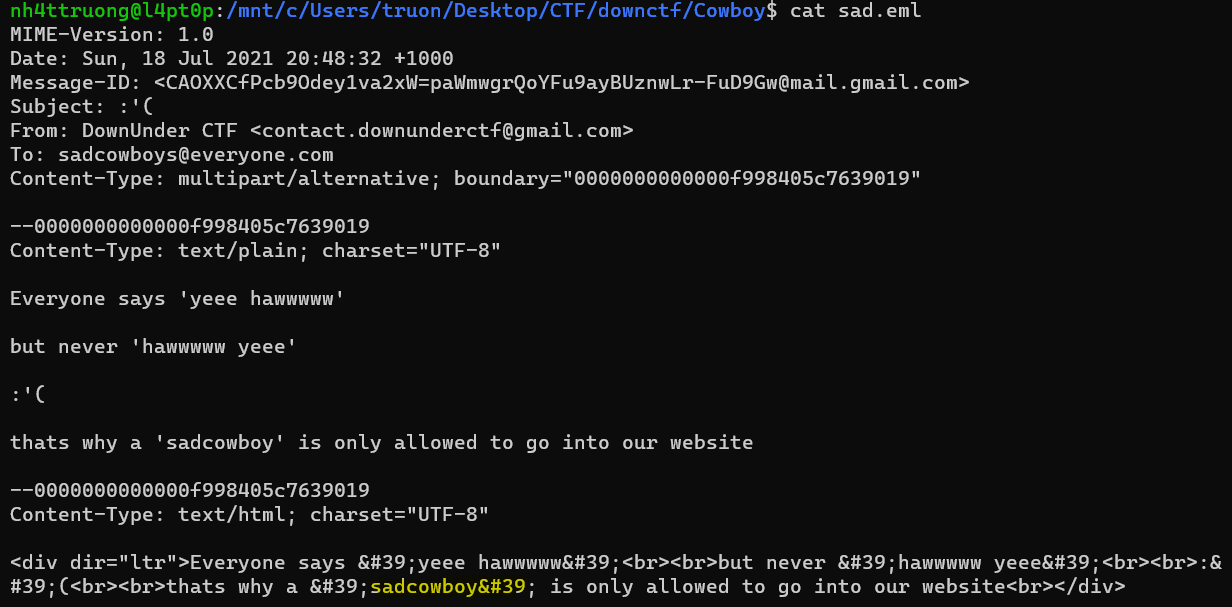 nh4ttruong@l4pt0p:/mnt/c/Users/truon/Desktop/CTF/downctf/Cowboy$ cat sad.eml
MIME-Version: 1.0
Date: Sun, 18 Jul 2021 20:48:32 +1000
Message-ID: <CAOXXCfPcb9Odey1va2xW=paWmwgrQoYFu9ayBUznwLr-FuD9Gw@mail.gmail.com>
Subject: :'(
From: DownUnder CTF <contact.downunderctf@gmail.com>
To: sadcowboys@everyone.com
Content-Type: multipart/alternative; boundary="0000000000000f998405c7639019"

--0000000000000f998405c7639019
Content-Type: text/plain; charset="UTF-8"

Everyone says 'yeee hawwwww'

but never 'hawwwww yeee'

:'(

thats why a 'sadcowboy' is only allowed to go into our website

--0000000000000f998405c7639019
Content-Type: text/html; charset="UTF-8"

<div dir="ltr">Everyone says &#39;yeee hawwwww&#39;<br><br>but never &#39;hawwwww yeee&#39;<br><br>:&
#39;(<br><br>thats why a &#39;sadcowboy&#39; is only allowed to go into our website<br></div>